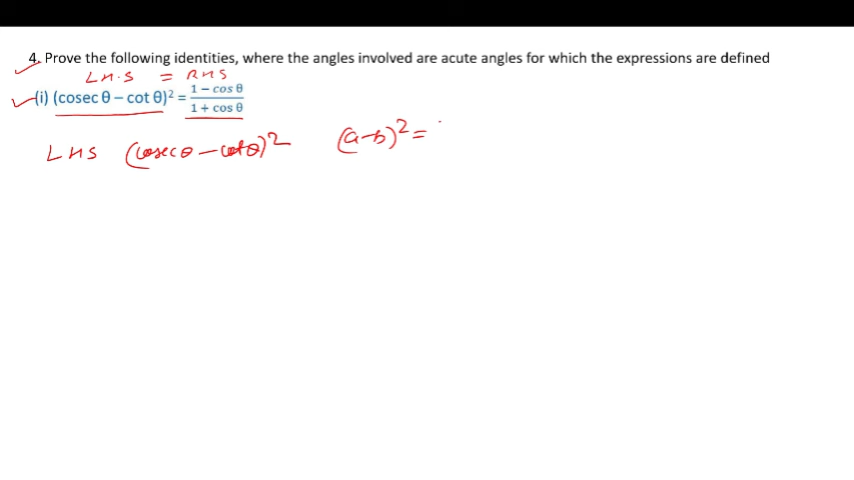 4. Prove the following identities, where the angles involved are acute angles for which the expressions are defined
LH.S = RHS
(i) (cosec θ – cot θ)² = (1 − cos θ)/(1 + cos θ)
LHS (cosecθ – cotθ)² (a–b)² =